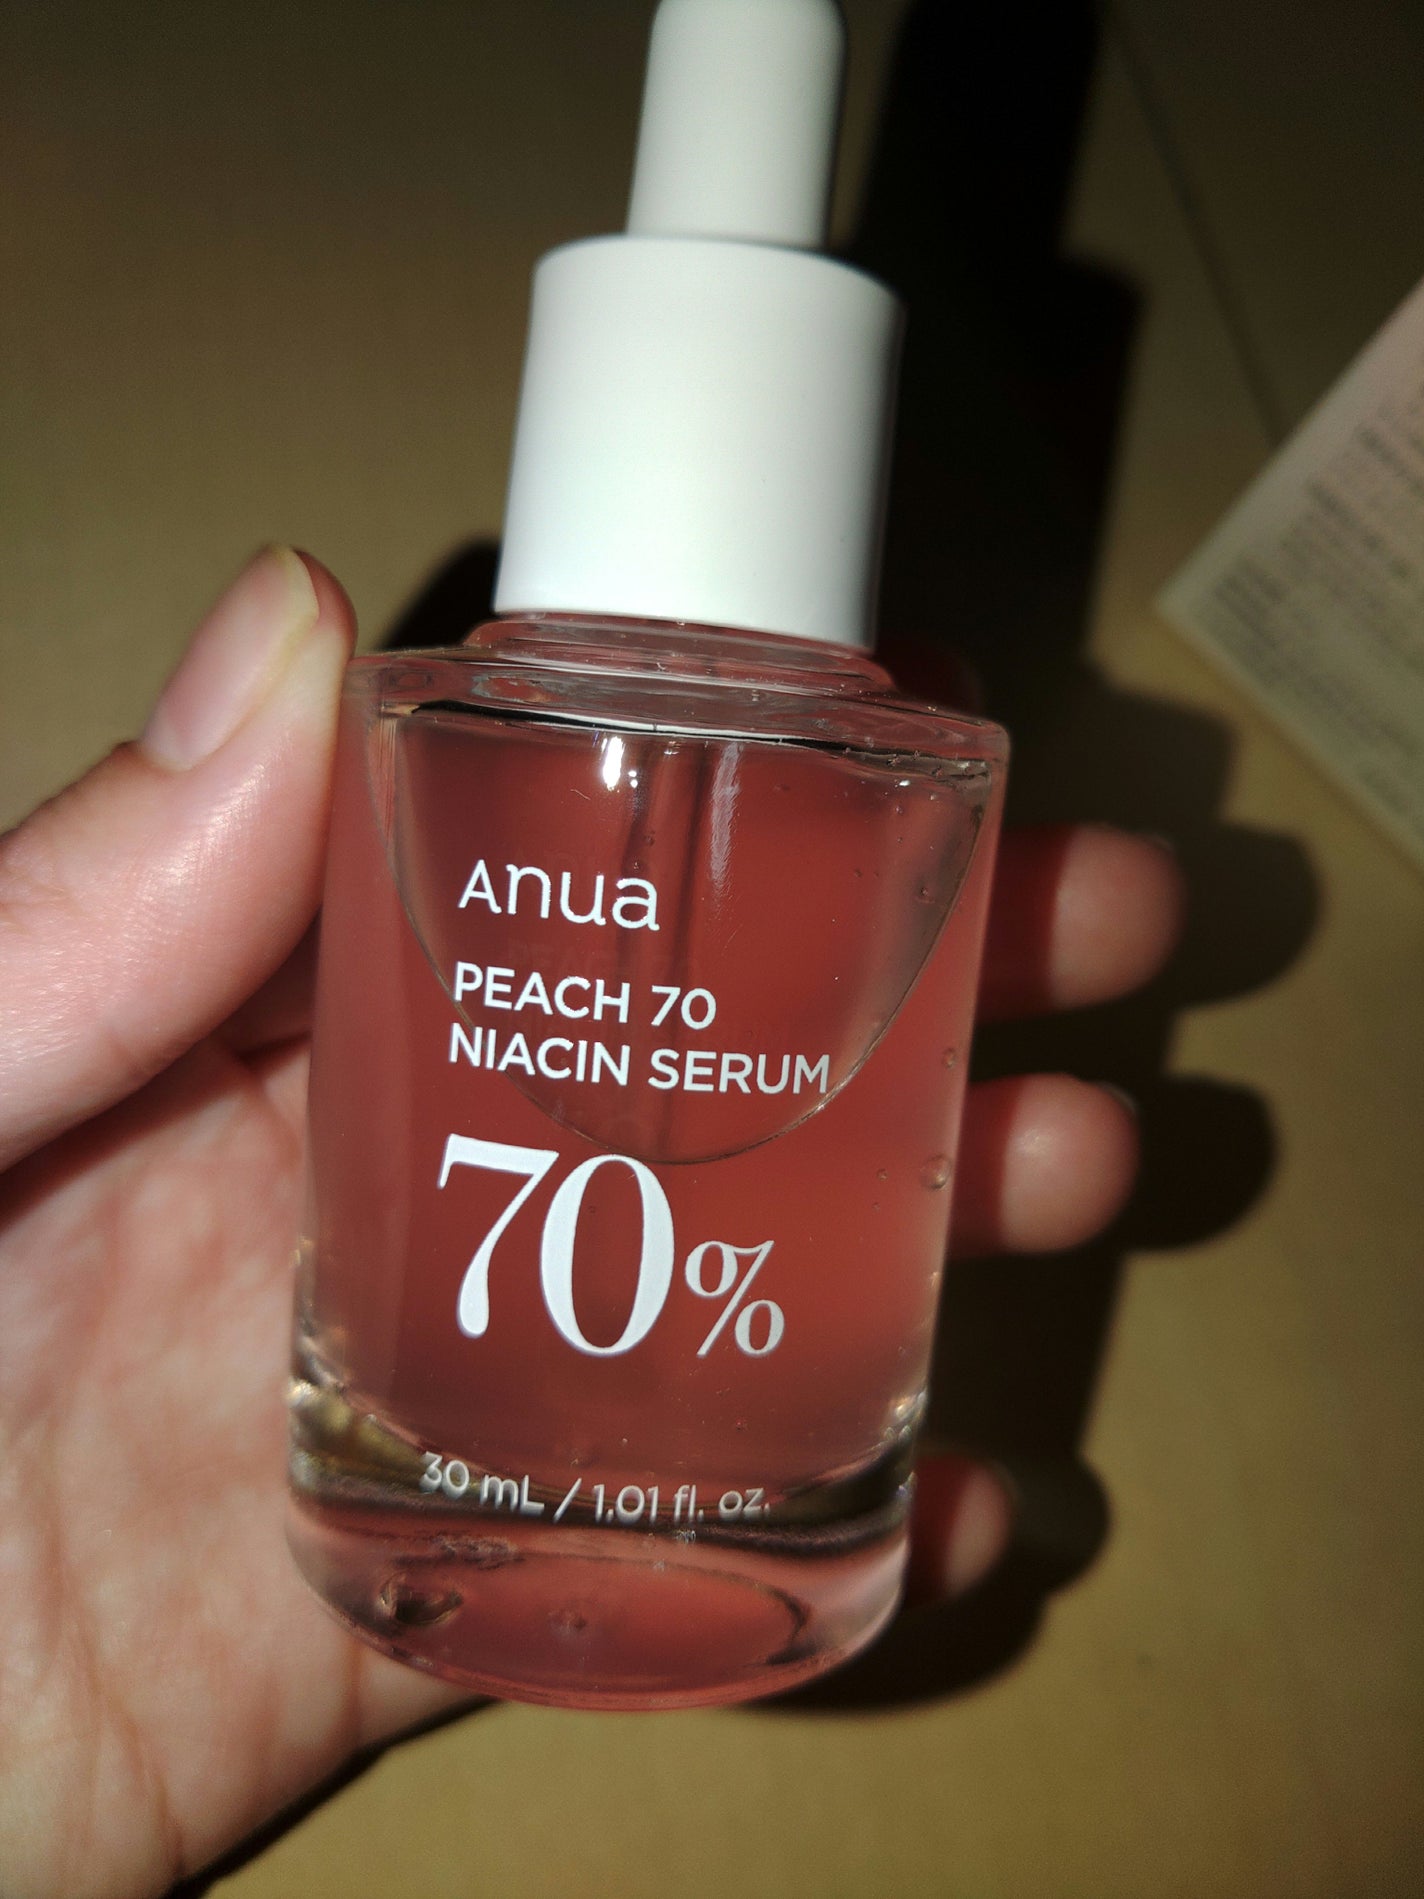 Anua
PEACH 70
NIACIN SERUM
70%
30 mL / 1.01 fl. oz.